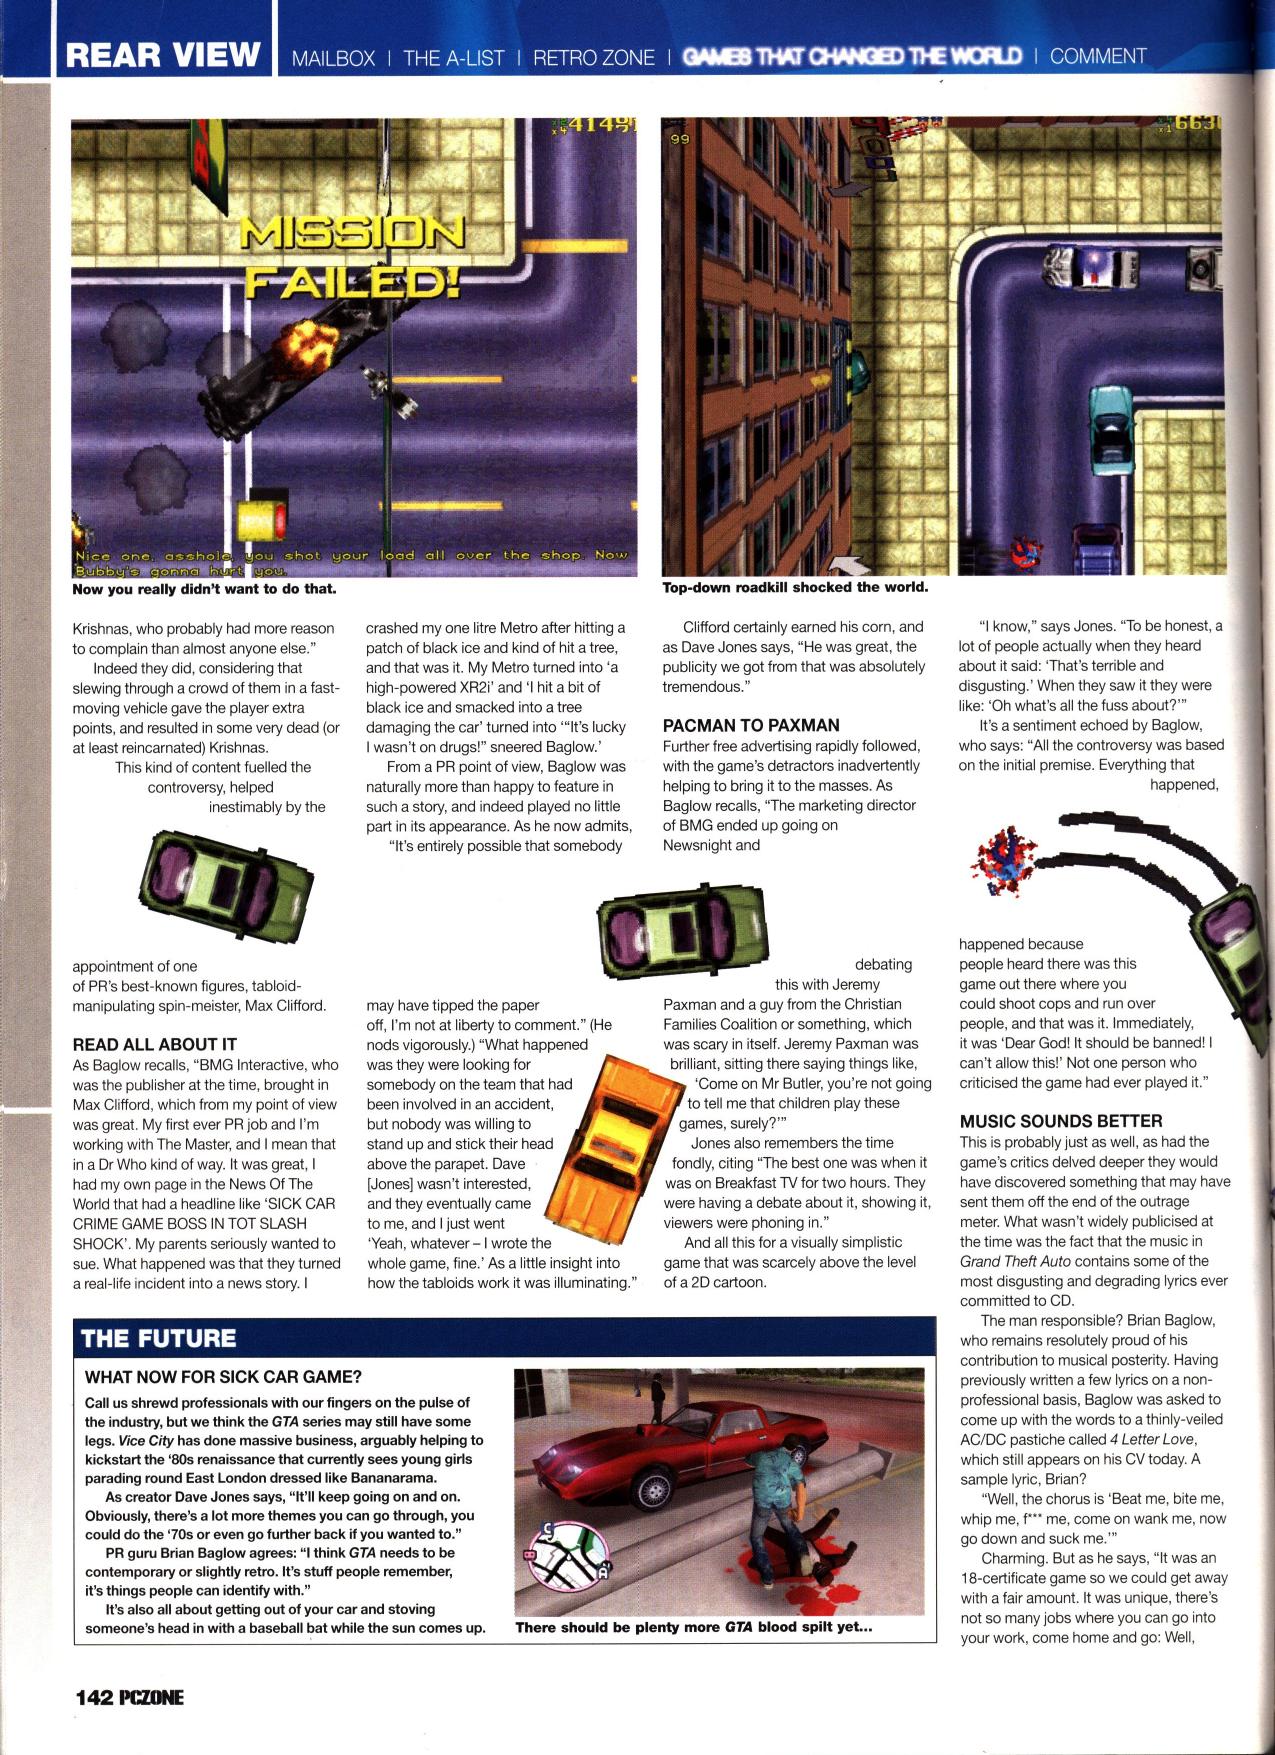 REAR VIEW
MAILBOX | THE A-LIST | RETRO ZONE | GAMES THAT CHANGED THE WORLD | COMMENT
MISSION
FAILED!
Nice one, asshole, you shot your load all over the shop. Now
Bubby's gonna hurt you.
Now you really didn't want to do that.
99
Top-down roadkill shocked the world.
Krishnas, who probably had more reason
to complain than almost anyone else.”
Indeed they did, considering that
slewing through a crowd of them in a fast-
moving vehicle gave the player extra
points, and resulted in some very dead (or
at least reincarnated) Krishnas.
This kind of content fuelled the
controversy, helped
inestimably by the
appointment of one
of PR's best-known figures, tabloid-
manipulating spin-meister, Max Clifford.
READ ALL ABOUT IT
As Baglow recalls, “BMG Interactive, who
was the publisher at the time, brought in
Max Clifford, which from my point of view
was great. My first ever PR job and I'm
working with The Master, and I mean that
in a Dr Who kind of way. It was great, I
had my own page in the News Of The
World that had a headline like ‘SICK CAR
CRIME GAME BOSS IN TOT SLASH
SHOCK’. My parents seriously wanted to
sue. What happened was that they turned
a real-life incident into a news story. I
crashed my one litre Metro after hitting a
patch of black ice and kind of hit a tree,
and that was it. My Metro turned into ‘a
high-powered XR2i’ and ‘I hit a bit of
black ice and smacked into a tree
damaging the car’ turned into ‘“It's lucky
I wasn't on drugs!” sneered Baglow.’
From a PR point of view, Baglow was
naturally more than happy to feature in
such a story, and indeed played no little
part in its appearance. As he now admits,
“It's entirely possible that somebody
may have tipped the paper
off, I'm not at liberty to comment.” (He
nods vigorously.) “What happened
was they were looking for
somebody on the team that had
been involved in an accident,
but nobody was willing to
stand up and stick their head
above the parapet. Dave
[Jones] wasn't interested,
and they eventually came
to me, and I just went
‘Yeah, whatever – I wrote the
whole game, fine.’ As a little insight into
how the tabloids work it was illuminating.”
Clifford certainly earned his corn, and
as Dave Jones says, “He was great, the
publicity we got from that was absolutely
tremendous.”
PACMAN TO PAXMAN
Further free advertising rapidly followed,
with the game's detractors inadvertently
helping to bring it to the masses. As
Baglow recalls, “The marketing director
of BMG ended up going on
Newsnight and
debating
this with Jeremy
Paxman and a guy from the Christian
Families Coalition or something, which
was scary in itself. Jeremy Paxman was
brilliant, sitting there saying things like,
‘Come on Mr Butler, you're not going
to tell me that children play these
games, surely?’”
Jones also remembers the time
fondly, citing “The best one was when it
was on Breakfast TV for two hours. They
were having a debate about it, showing it,
viewers were phoning in.”
And all this for a visually simplistic
game that was scarcely above the level
of a 2D cartoon.
“I know,” says Jones. “To be honest, a
lot of people actually when they heard
about it said: ‘That's terrible and
disgusting.’ When they saw it they were
like: ‘Oh what's all the fuss about?’”
It's a sentiment echoed by Baglow,
who says: “All the controversy was based
on the initial premise. Everything that
happened,
happened because
people heard there was this
game out there where you
could shoot cops and run over
people, and that was it. Immediately,
it was ‘Dear God! It should be banned! I
can't allow this!’ Not one person who
criticised the game had ever played it.”
MUSIC SOUNDS BETTER
This is probably just as well, as had the
game's critics delved deeper they would
have discovered something that may have
sent them off the end of the outrage
meter. What wasn't widely publicised at
the time was the fact that the music in
Grand Theft Auto contains some of the
most disgusting and degrading lyrics ever
committed to CD.
The man responsible? Brian Baglow,
who remains resolutely proud of his
contribution to musical posterity. Having
previously written a few lyrics on a non-
professional basis, Baglow was asked to
come up with the words to a thinly-veiled
AC/DC pastiche called 4 Letter Love,
which still appears on his CV today. A
sample lyric, Brian?
“Well, the chorus is ‘Beat me, bite me,
whip me, f*** me, come on wank me, now
go down and suck me.’”
Charming. But as he says, “It was an
18-certificate game so we could get away
with a fair amount. It was unique, there's
not so many jobs where you can go into
your work, come home and go: Well,
THE FUTURE
WHAT NOW FOR SICK CAR GAME?
Call us shrewd professionals with our fingers on the pulse of
the industry, but we think the GTA series may still have some
legs. Vice City has done massive business, arguably helping to
kickstart the ‘80s renaissance that currently sees young girls
parading round East London dressed like Bananarama.
As creator Dave Jones says, “It'll keep going on and on.
Obviously, there's a lot more themes you can go through, you
could do the ‘70s or even go further back if you wanted to.”
PR guru Brian Baglow agrees: “I think GTA needs to be
contemporary or slightly retro. It's stuff people remember,
it's things people can identify with.”
It's also all about getting out of your car and stoving
someone's head in with a baseball bat while the sun comes up.
There should be plenty more GTA blood spilt yet...
142 PCZONE